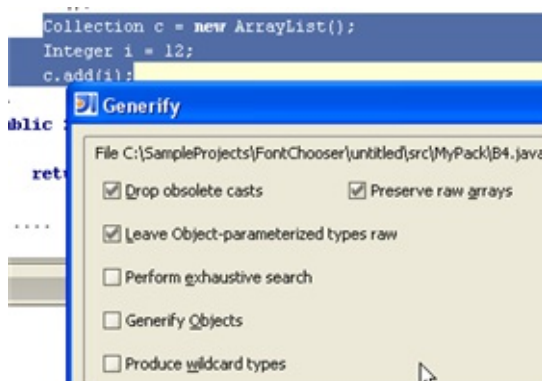 Collection c = new ArrayList();
Integer i = 12;
c.add(i);
Generify
File C:\SampleProjects\FontChooser\untitled\src\MyPack\B4.java
Drop obsolete casts Preserve raw arrays
Leave Object-parameterized types raw
....
Perform exhaustive search
Generify Objects
Produce wildcard types